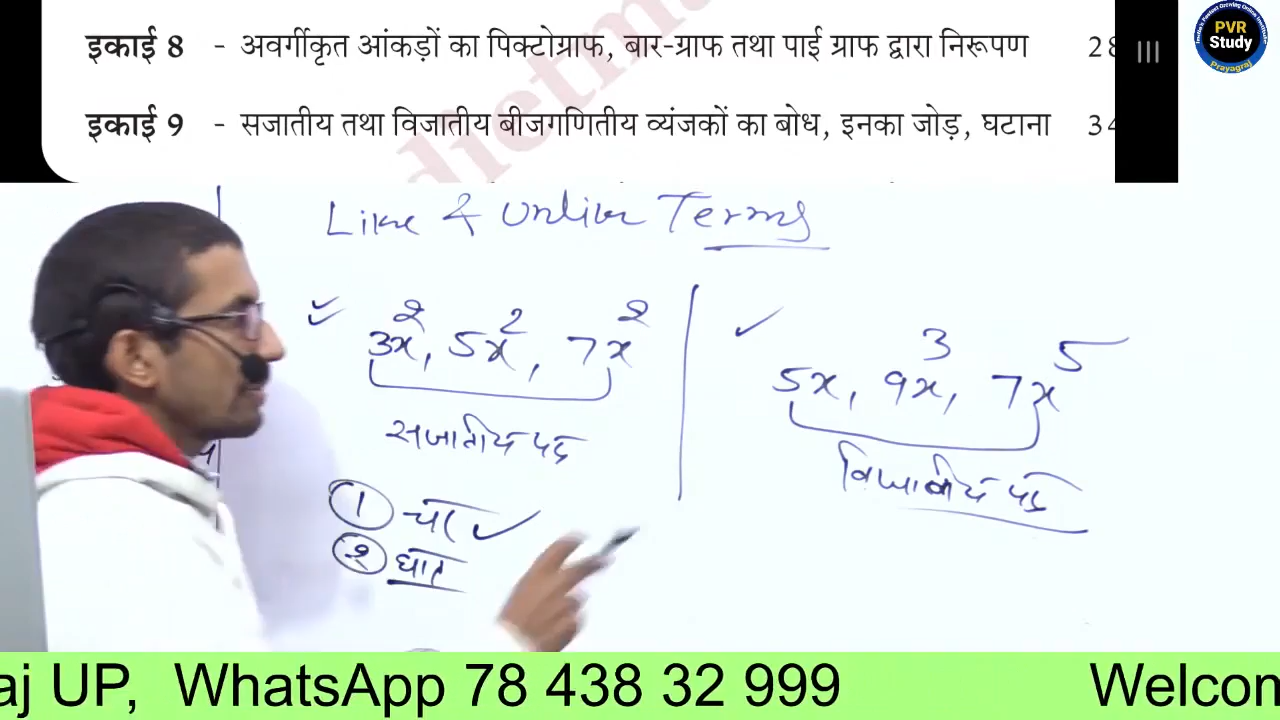 इकाई 8 - अवर्गीकृत आंकड़ों का पिक्टोग्राफ, बार-ग्राफ तथा पाई ग्राफ द्वारा निरूपण 28
इकाई 9 - सजातीय तथा विजातीय बीजगणितीय व्यंजकों का बोध, इनका जोड़, घटाना 34
dietm
PVR
Study
Prayagraj
Like & Unlike Terms
3x², 5x², 7x²
सजातीय पद
① चर ✓
② घात
5x, 9x³, 7x⁵
विजातीय पद
aj UP, WhatsApp 78 438 32 999 Welcom